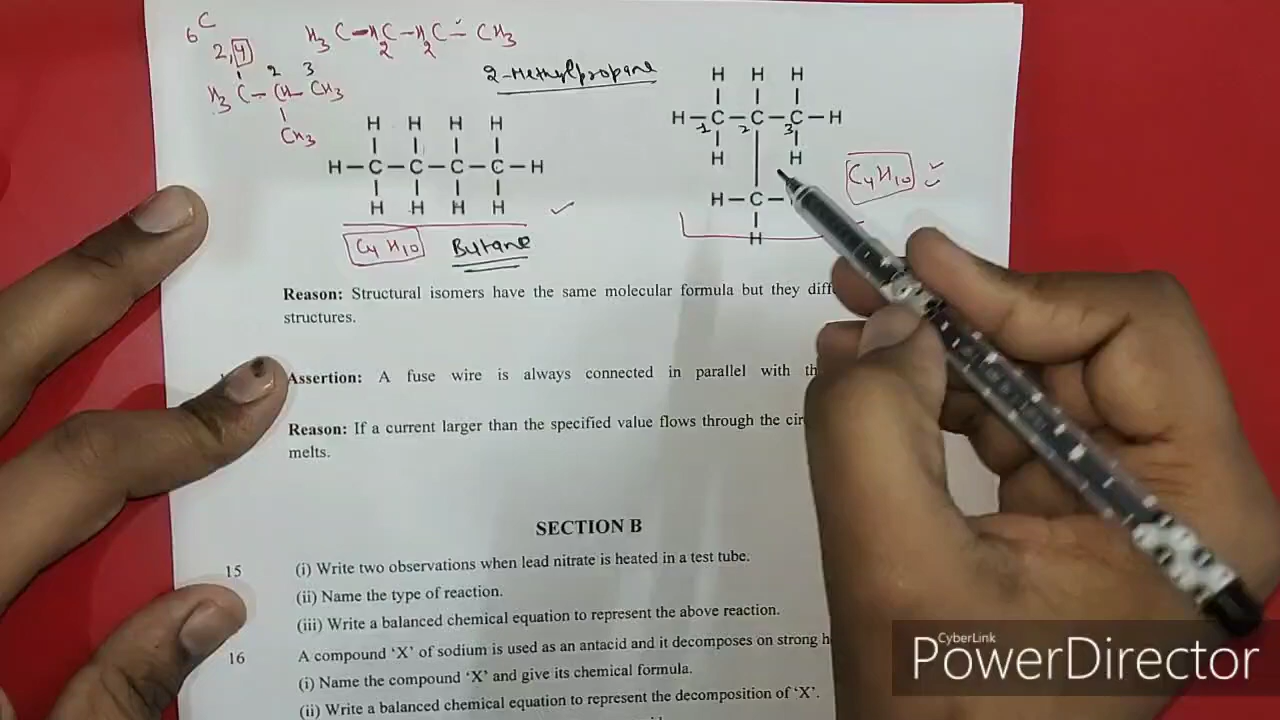 6C
2,4
H3C-H2C-H2C-CH3
H3C-CH-CH3
2 3
CH3
2-Methylpropane
H H H H
H-C-C-C-C-H
H H H H
C4H10 Butane
H H H
H-C-C-C-H
1 2 3
H H
H-C-
H
C4H10
Reason: Structural isomers have the same molecular formula but they
structures.
Assertion: A fuse wire is always connected in parallel with
Reason: If a current larger than the specified value flows through the
melts.
SECTION B
15 (i) Write two observations when lead nitrate is heated in a test tube.
(ii) Name the type of reaction.
(iii) Write a balanced chemical equation to represent the above reaction.
16 A compound ‘X’ of sodium is used as an antacid and it decomposes on strong
(i) Name the compound ‘X’ and give its chemical formula.
(ii) Write a balanced chemical equation to represent the decomposition of ‘X’.
CyberLink
PowerDirector